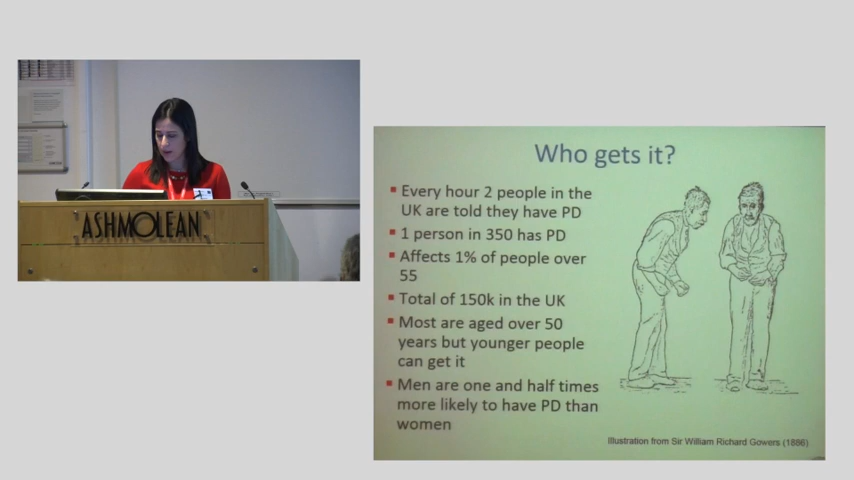 ASHMOLEAN
Who gets it?
Every hour 2 people in the
UK are told they have PD
1 person in 350 has PD
Affects 1% of people over
55
Total of 150k in the UK
Most are aged over 50
years but younger people
can get it
Men are one and half times
more likely to have PD than
women
Illustration from Sir William Richard Gowers (1886)